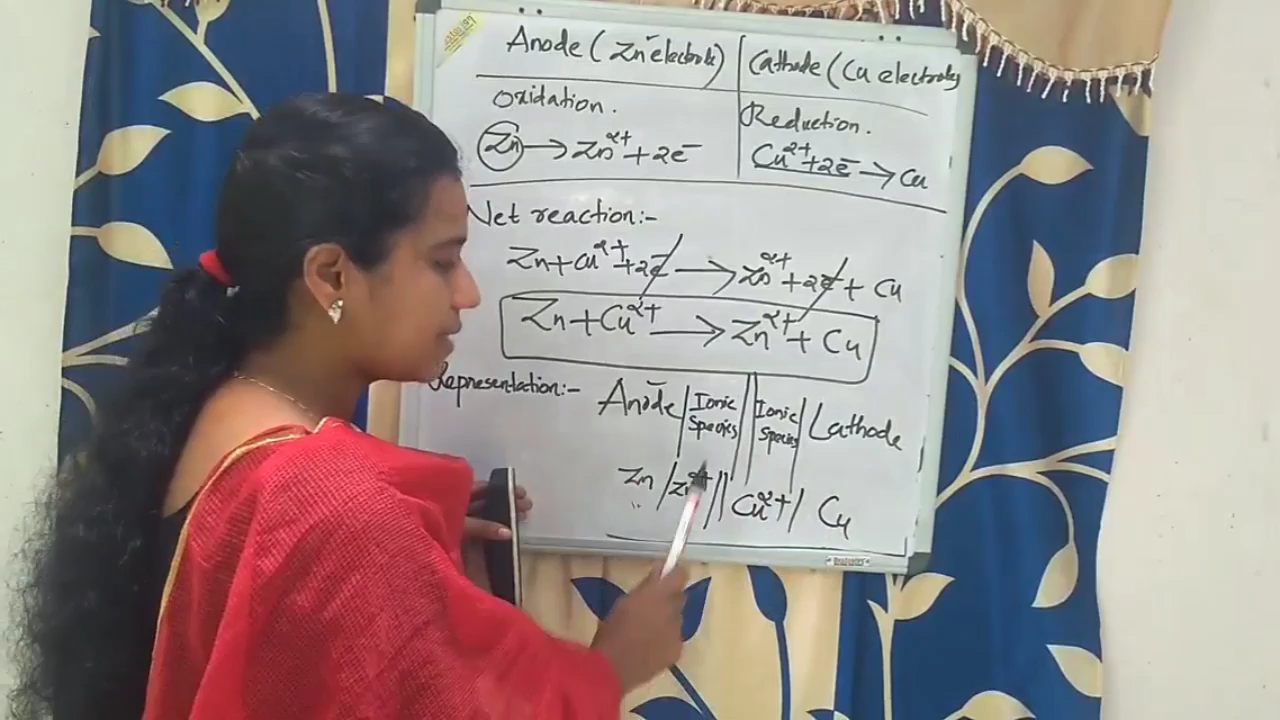 Anode (Zn electrode) | Cathode (Cu electrode)
Oxidation. | Reduction.
Zn → Zn²⁺ + 2e⁻ | Cu²⁺ + 2e⁻ → Cu
Net reaction:-
Zn + Cu²⁺ + 2e⁻ → Zn²⁺ + 2e⁻ + Cu
Zn + Cu²⁺ → Zn²⁺ + Cu
Representation:- Anode | Ionic Species || Ionic Species | Cathode
Zn | Zn²⁺ || Cu²⁺ | Cu